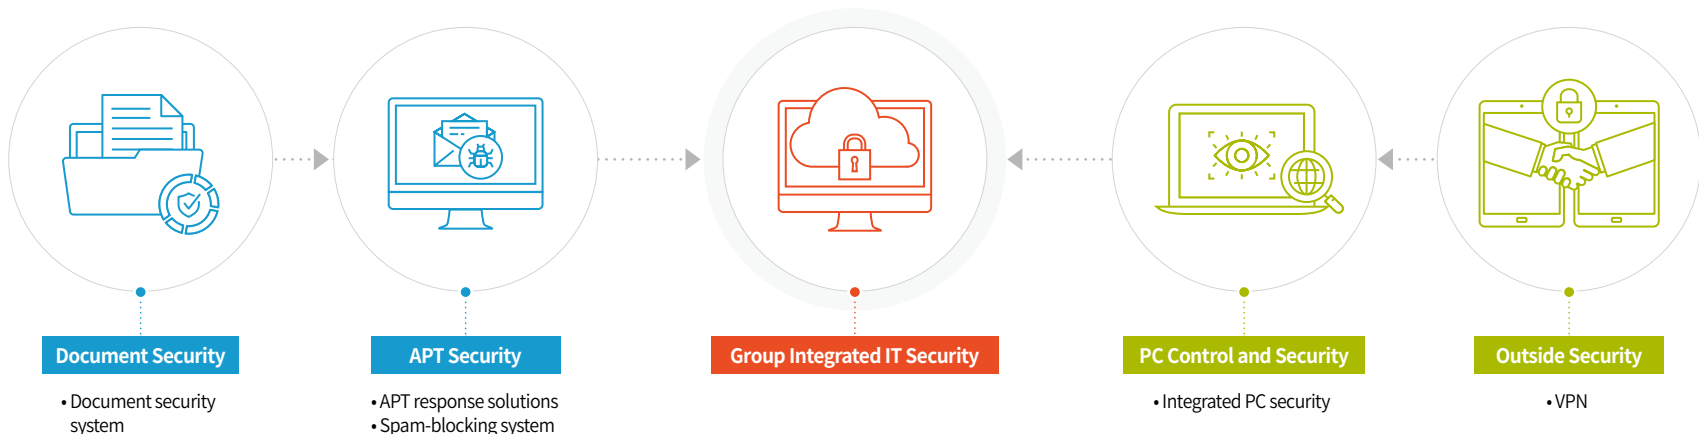 Document Security
• Document security
system
APT Security
• APT response solutions
• Spam-blocking system
Group Integrated IT Security
PC Control and Security
• Integrated PC security
Outside Security
• VPN